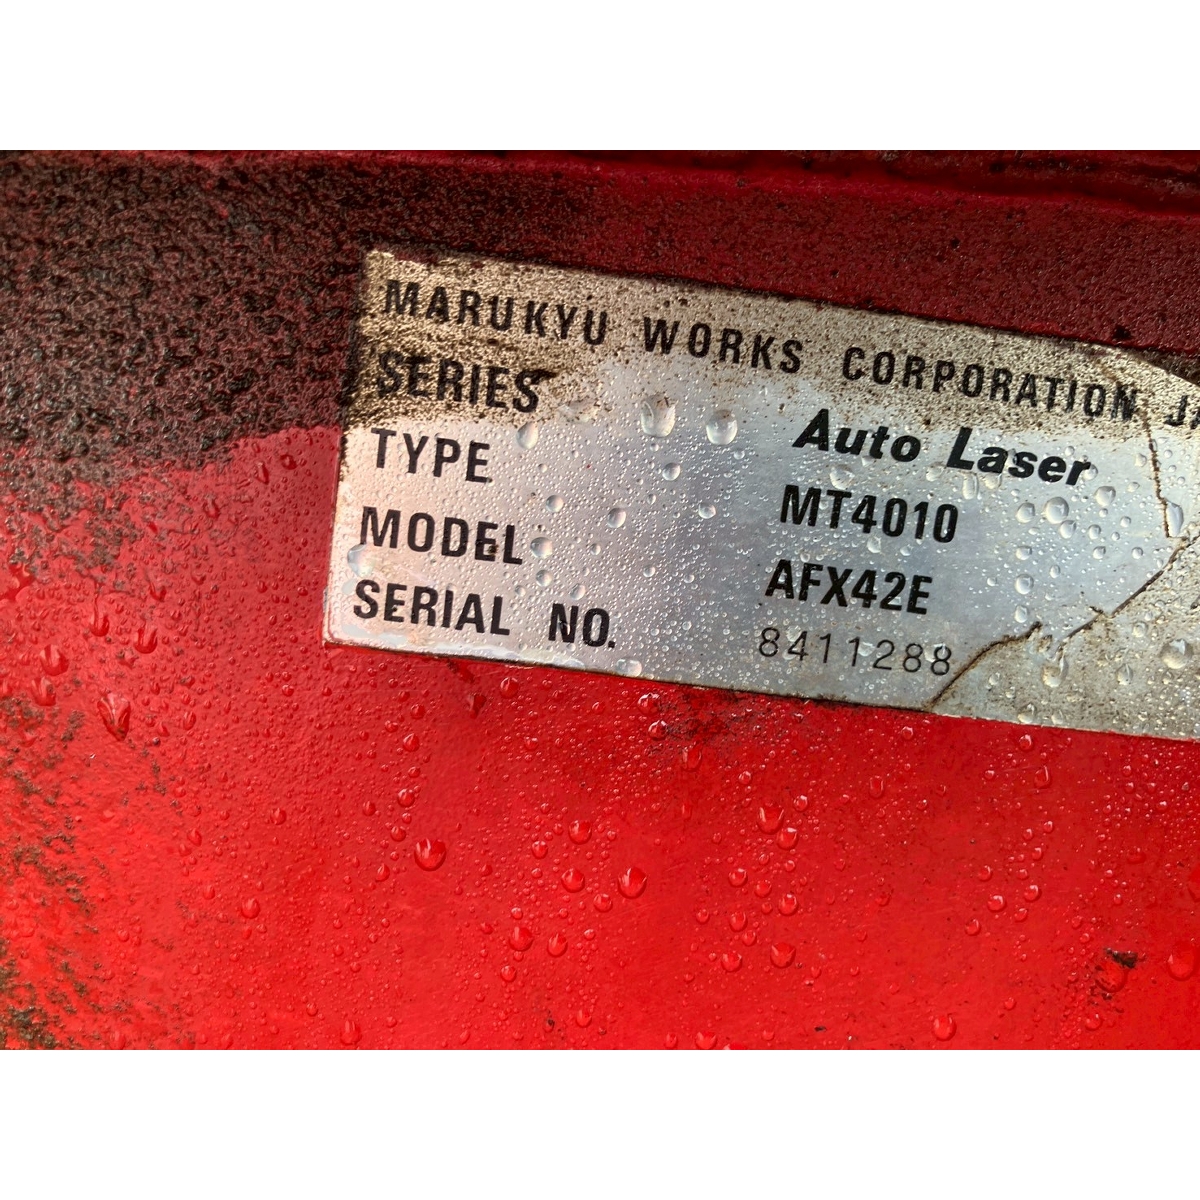 MARUKYU WORKS CORPORATION
SERIES Auto Laser
TYPE MT4010
MODEL AFX42E
SERIAL NO. 8411288